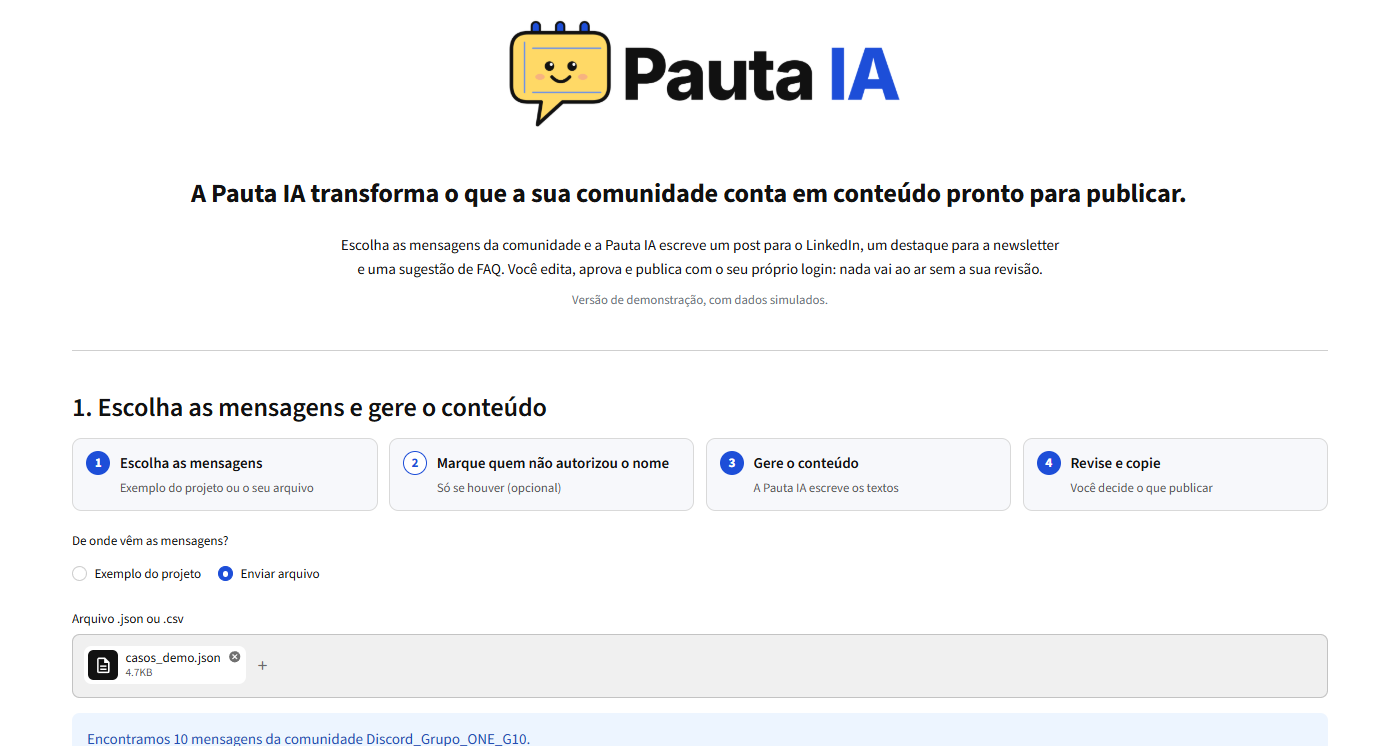 Pauta IA
A Pauta IA transforma o que a sua comunidade conta em conteúdo pronto para publicar.
Escolha as mensagens da comunidade e a Pauta IA escreve um post para o LinkedIn, um destaque para a newsletter
e uma sugestão de FAQ. Você edita, aprova e publica com o seu próprio login: nada vai ao ar sem a sua revisão.
Versão de demonstração, com dados simulados.
1. Escolha as mensagens e gere o conteúdo
1 Escolha as mensagens
Exemplo do projeto ou o seu arquivo
2 Marque quem não autorizou o nome
Só se houver (opcional)
3 Gere o conteúdo
A Pauta IA escreve os textos
4 Revise e copie
Você decide o que publicar
De onde vêm as mensagens?
Exemplo do projeto Enviar arquivo
Arquivo .json ou .csv
casos_demo.json
4.7KB
Encontramos 10 mensagens da comunidade Discord_Grupo_ONE_G10.